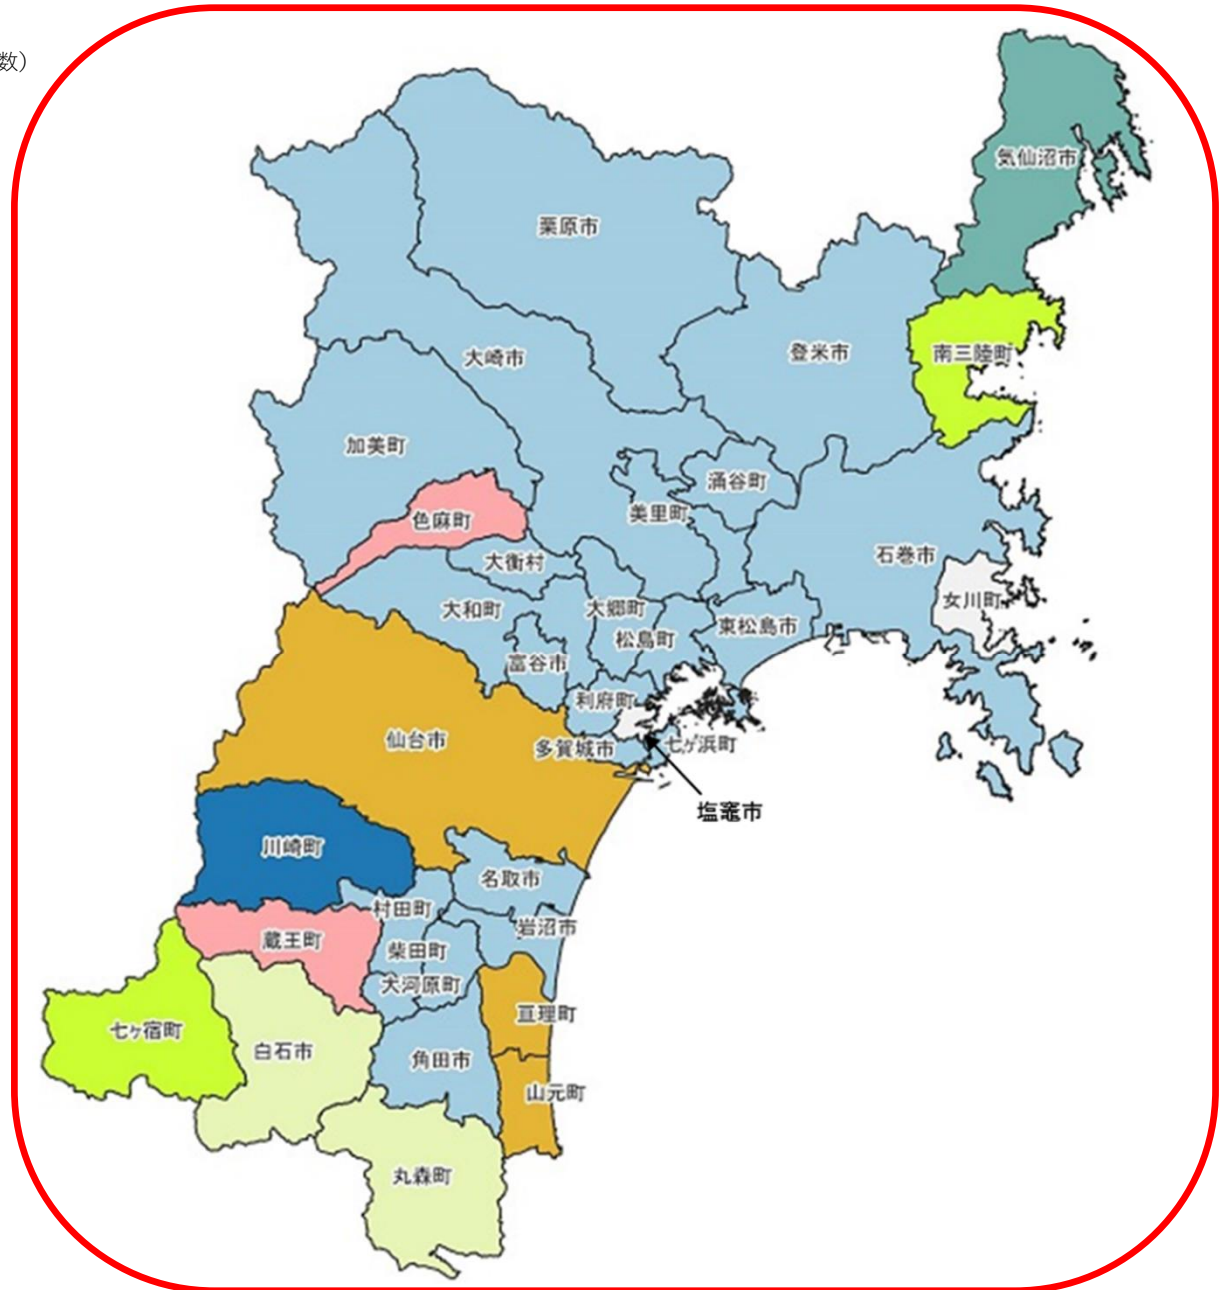 数）
気仙沼市
栗原市
登米市
南三陸町
大崎市
加美町
涌谷町
美里町
色麻町
石巻市
大衡村
女川町
大和町
大郷町
東松島市
松島町
富谷市
利府町
仙台市
多賀城市
七ヶ浜町
塩竈市
川崎町
名取市
村田町
岩沼市
蔵王町
柴田町
大河原町
亘理町
七ヶ宿町
白石市
角田市
山元町
丸森町